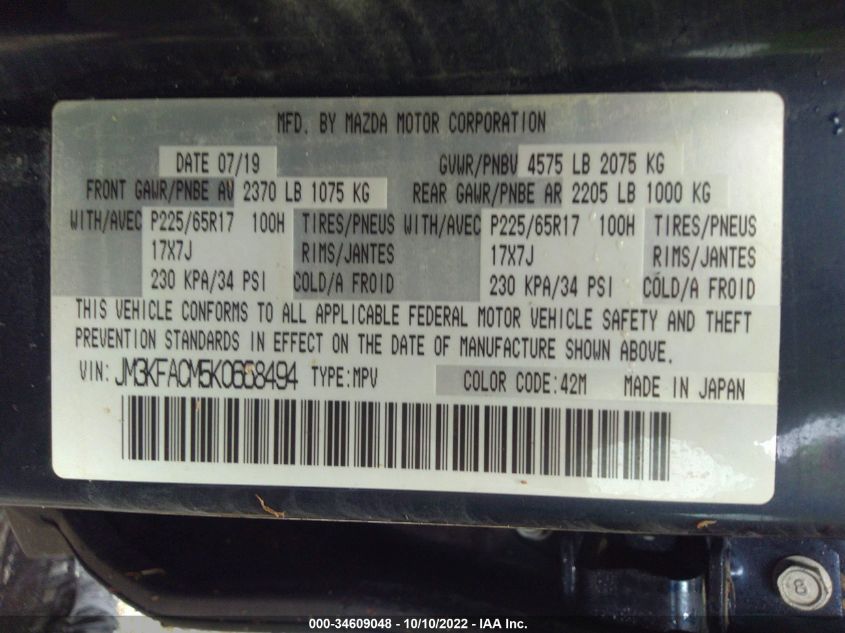 MFD. BY MAZDA MOTOR CORPORATION
DATE 07/19 GVWR/PNBV 4575 LB 2075 KG
FRONT GAWR/PNBE AV 2370 LB 1075 KG REAR GAWR/PNBE AR 2205 LB 1000 KG
WITH/AVEC P225/65R17 100H TIRES/PNEUS WITH/AVEC P225/65R17 100H TIRES/PNEUS
17X7J RIMS/JANTES 17X7J RIMS/JANTES
230 KPA/34 PSI COLD/A FROID 230 KPA/34 PSI COLD/A FROID
THIS VEHICLE CONFORMS TO ALL APPLICABLE FEDERAL MOTOR VEHICLE SAFETY AND THEFT
PREVENTION STANDARDS IN EFFECT ON THE DATE OF MANUFACTURE SHOWN ABOVE.
VIN: JM3KFACM5K0668494 TYPE:MPV COLOR CODE:42M MADE IN JAPAN
8
000-34609048 - 10/10/2022 - IAA Inc.